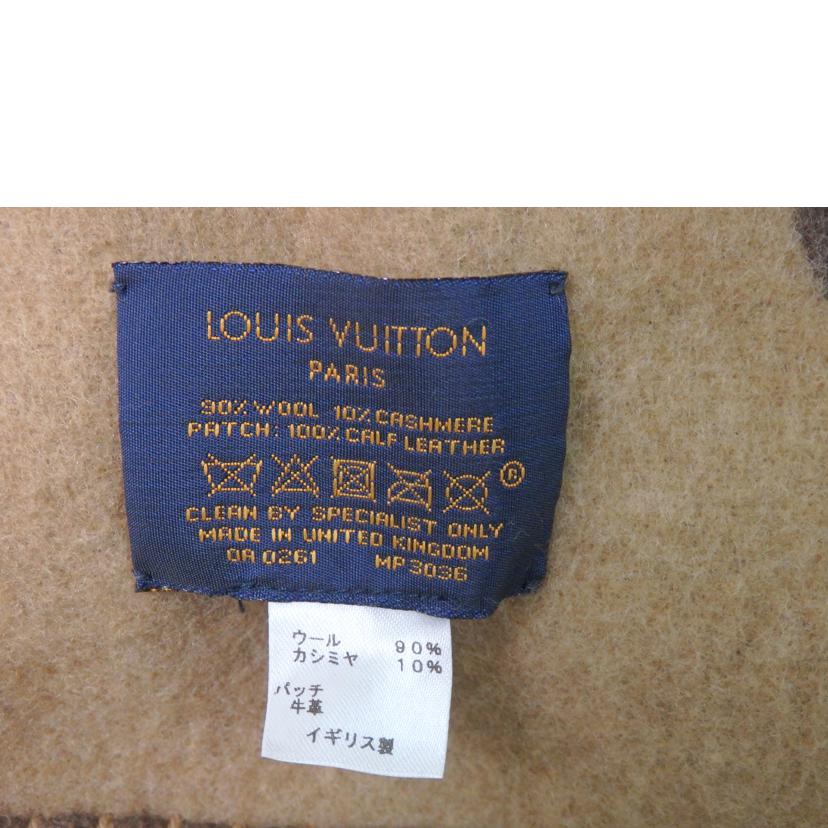 LOUIS VUITTON
PARIS
90% WOOL 10% CASHMERE
PATCH: 100% CALF LEATHER
CLEAN BY SPECIALIST ONLY
MADE IN UNITED KINGDOM
OA 0261 MP3036
ウール 90%
カシミヤ 10%
パッチ
牛革
イギリス製